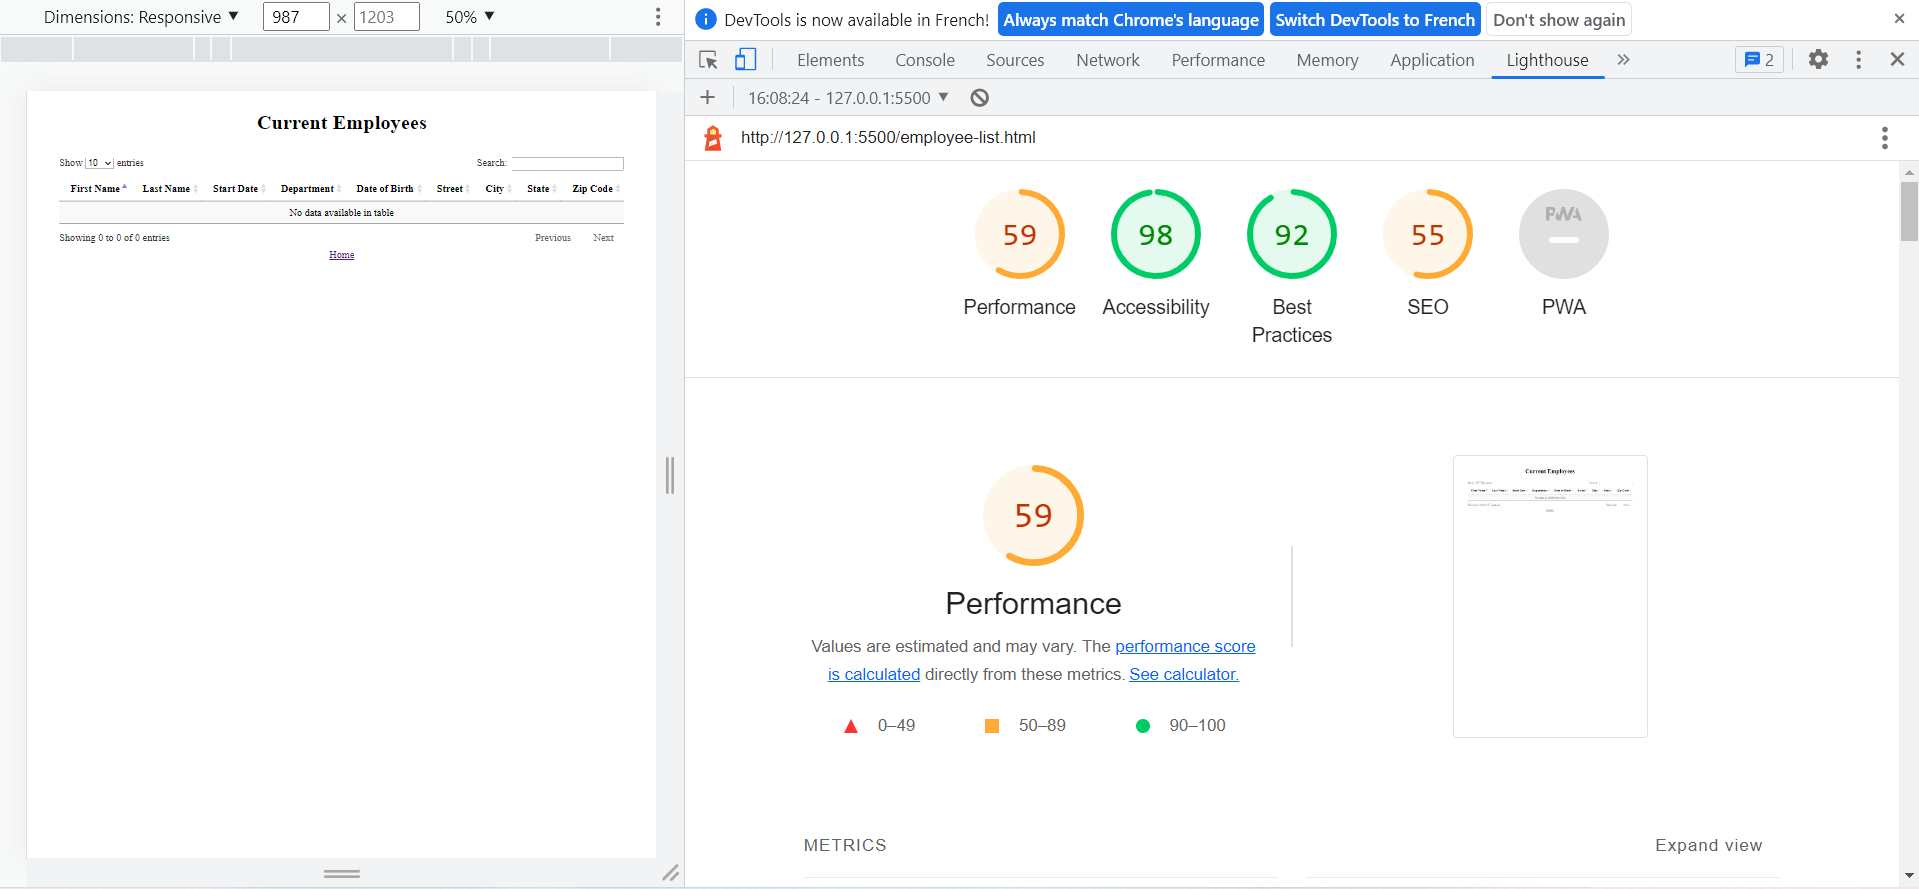 Dimensions: Responsive ▼ 987 × 1203 50% ▼
Current Employees
Show 10 entries Search:
First Name Last Name Start Date Department Date of Birth Street City State Zip Code
No data available in table
Showing 0 to 0 of 0 entries Previous Next
Home
DevTools is now available in French! Always match Chrome's language Switch DevTools to French Don't show again
Elements Console Sources Network Performance Memory Application Lighthouse 2
16:08:24 - 127.0.0.1:5500 ▼
http://127.0.0.1:5500/employee-list.html
59 98 92 55 PWA
Performance Accessibility Best Practices SEO PWA
59
Performance
Values are estimated and may vary. The performance score
is calculated directly from these metrics. See calculator.
0–49 50–89 90–100
Current Employees
METRICS Expand view